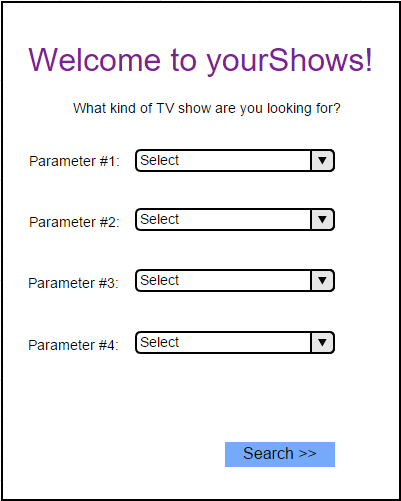 Welcome to yourShows!
What kind of TV show are you looking for?
Parameter #1: Select
Parameter #2: Select
Parameter #3: Select
Parameter #4: Select
Search >>